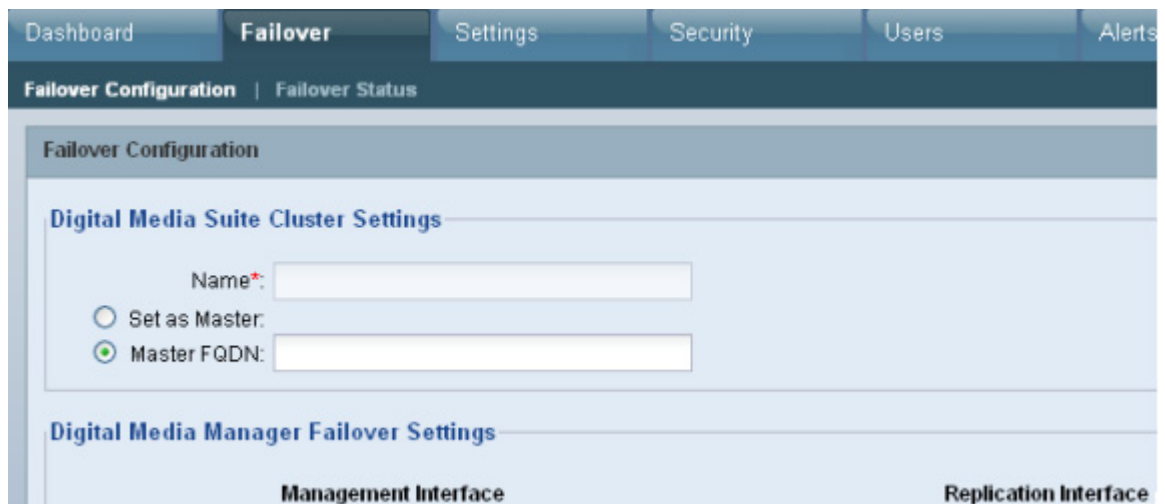 Dashboard Failover Settings Security Users Alerts
Failover Configuration | Failover Status
Failover Configuration
Digital Media Suite Cluster Settings
Name*:
Set as Master:
Master FQDN:
Digital Media Manager Failover Settings
Management Interface Replication Interface